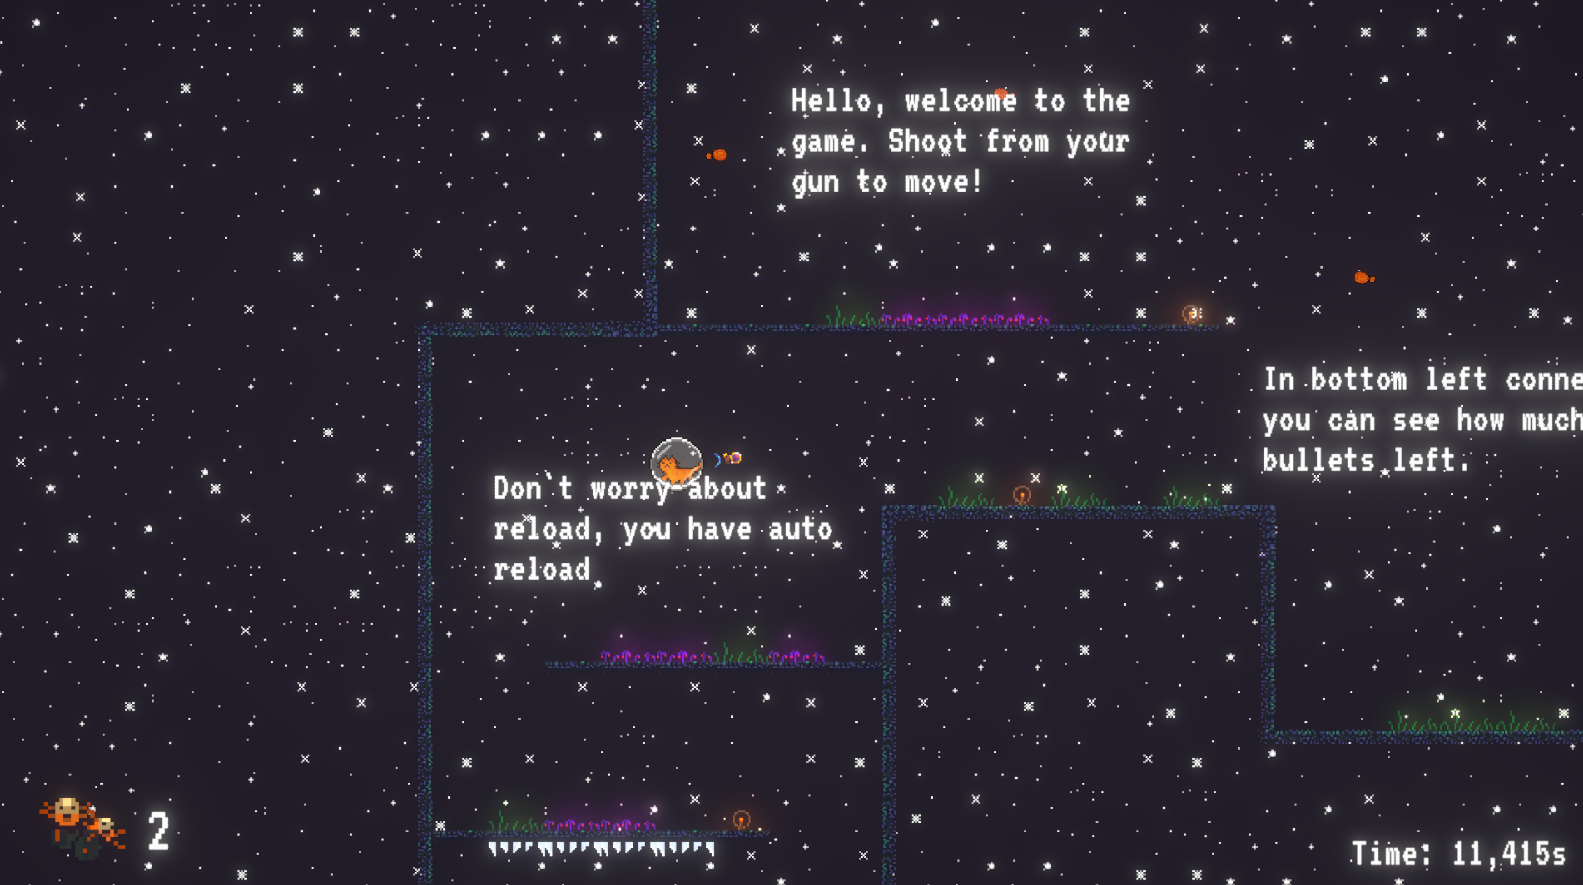 Hello, welcome to the
game. Shoot from your
gun to move!
In bottom left conne
you can see how much
bullets left.
Don`t worry about
reload, you have auto
reload
2
Time: 11,415s